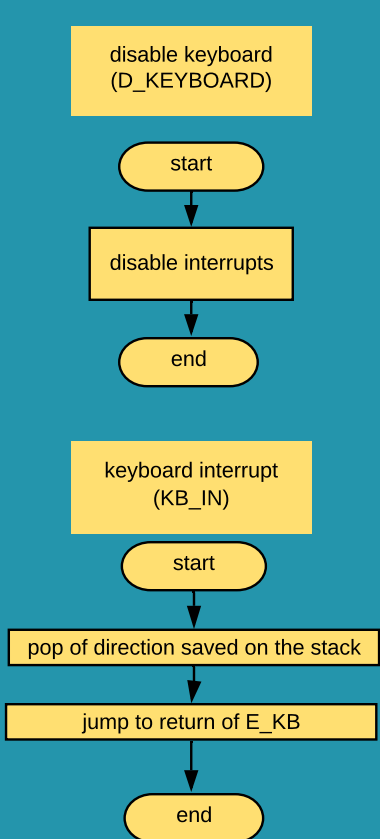 disable keyboard
(D_KEYBOARD)
start
disable interrupts
end
keyboard interrupt
(KB_IN)
start
pop of direction saved on the stack
jump to return of E_KB
end